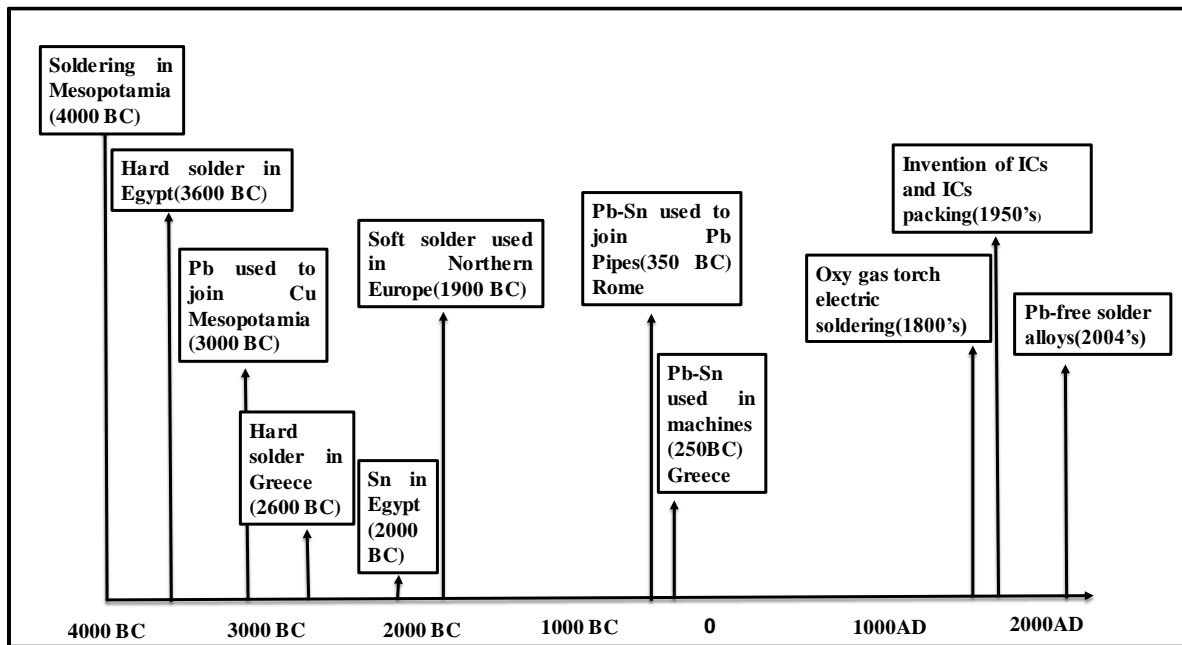 Soldering in
Mesopotamia
(4000 BC)
Hard solder in
Egypt(3600 BC)
Pb used to
join Cu
Mesopotamia
(3000 BC)
Hard
solder in
Greece
(2600 BC)
Sn in
Egypt
(2000
BC)
Soft solder used
in Northern
Europe(1900 BC)
Pb-Sn used to
join Pb
Pipes(350 BC)
Rome
Pb-Sn
used in
machines
(250BC)
Greece
Oxy gas torch
electric
soldering(1800's)
Invention of ICs
and ICs
packing(1950's)
Pb-free solder
alloys(2004's)
4000 BC
3000 BC
2000 BC
1000 BC
0
1000AD
2000AD